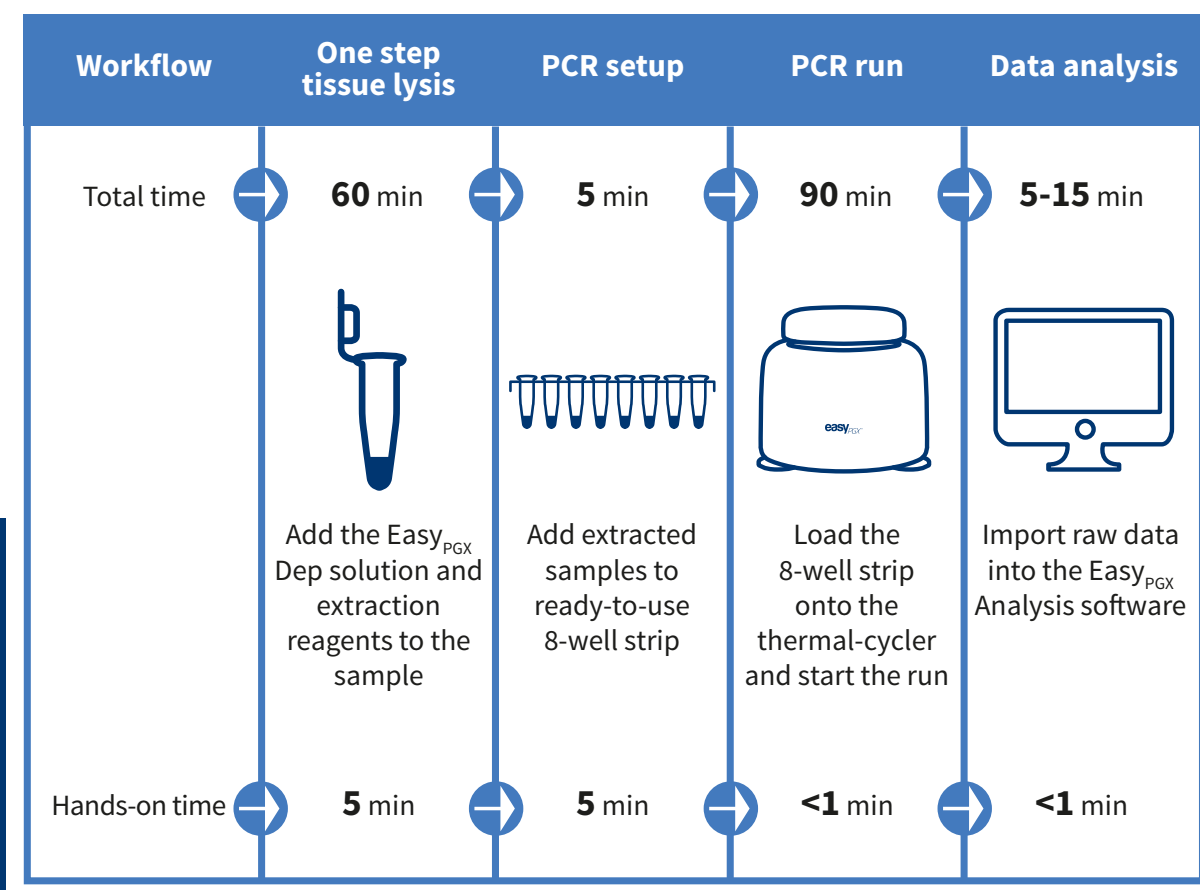 Workflow
One step
tissue lysis
PCR setup
PCR run
Data analysis
Total time
60 min
5 min
90 min
5-15 min
easyPGX
Add the EasyPGX
Dep solution and
extraction
reagents to the
sample
Add extracted
samples to
ready-to-use
8-well strip
Load the
8-well strip
onto the
thermal-cycler
and start the run
Import raw data
into the EasyPGX
Analysis software
Hands-on time
5 min
5 min
<1 min
<1 min